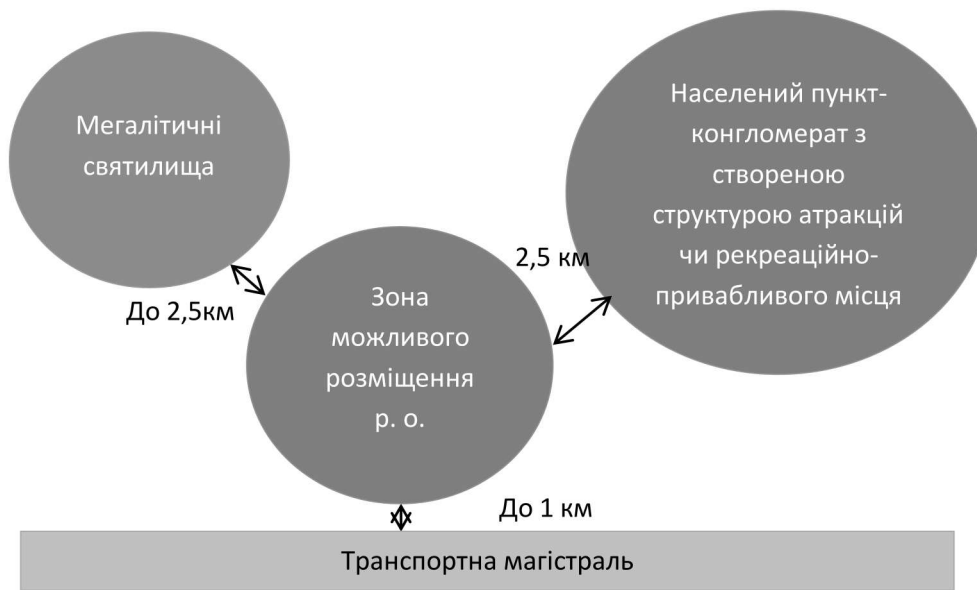 Мегалітичні
святилища
Населений пункт-
конгломерат з
створеною
структурою атракцій
чи рекреаційно-
привабливого місця
До 2,5км
2,5 км
Зона
можливого
розміщення
р. о.
До 1 км
Транспортна магістраль